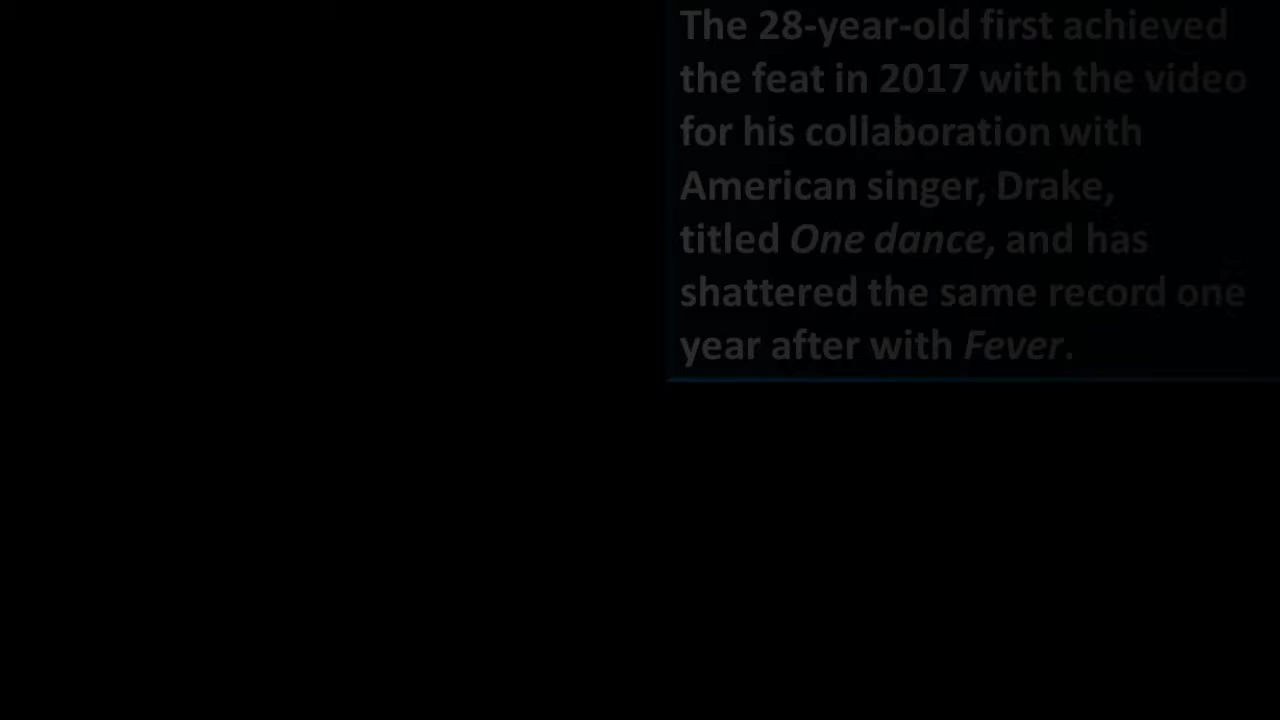 The 28-year-old first achieved
the feat in 2017 with the video
for his collaboration with
American singer, Drake,
titled One dance, and has
shattered the same record one
year after with Fever.